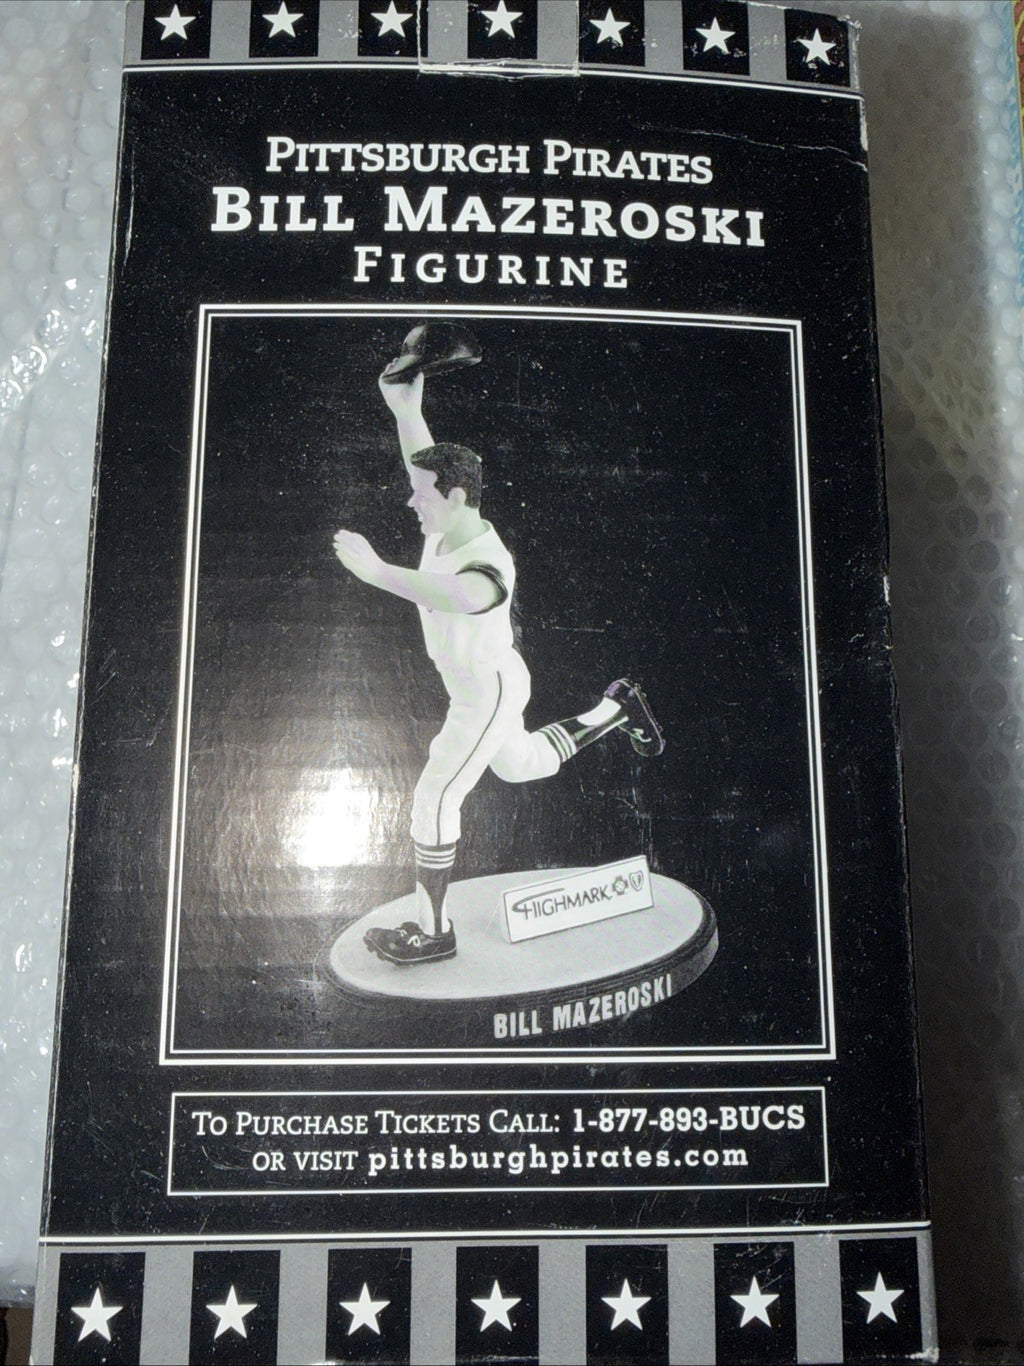 PITTSBURGH PIRATES
BILL MAZEROSKI
FIGURINE
HIGHMARK
BILL MAZEROSKI
TO PURCHASE TICKETS CALL: 1-877-893-BUCS
OR VISIT pittsburghpirates.com